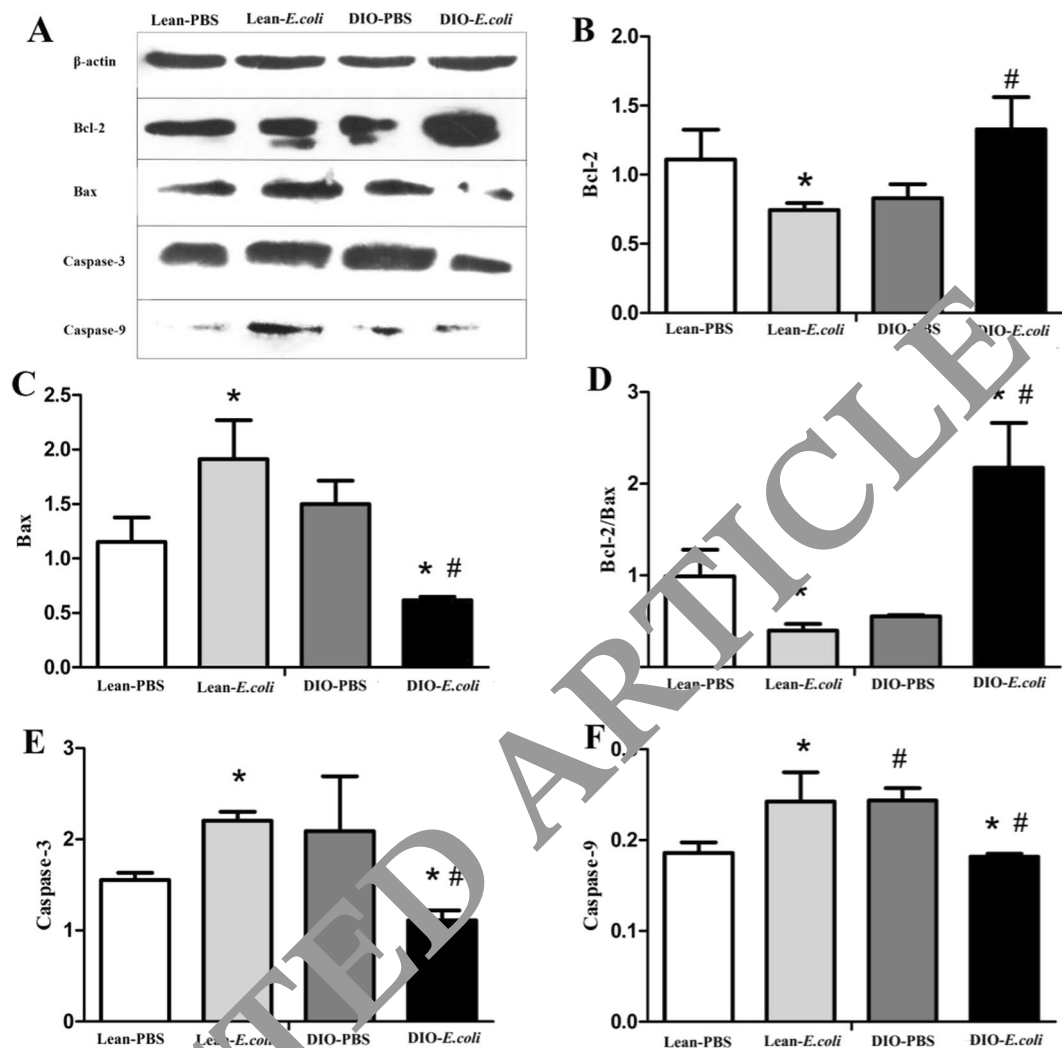 Lean-PBS Lean-E.coli DIO-PBS DIO-E.coli
A
β-actin
Bcl-2
Bax
Caspase-3
Caspase-9
B
2.0
1.5
1.0
0.5
0.0
Bcl-2
*
#
Lean-PBS Lean-E.coli DIO-PBS DIO-E.coli
C
2.5
2.0
1.5
1.0
0.5
0.0
Bax
*
* #
Lean-PBS Lean-E.coli DIO-PBS DIO-E.coli
D
3
2
1
Bcl-2/Bax
*
* #
Lean-PBS Lean-E.coli DIO-PBS DIO-E.coli
E
3
2
1
0
Caspase-3
*
* #
Lean-PBS Lean-E.coli DIO-PBS DIO-E.coli
F
0.2
0.1
0.0
Caspase-9
*
#
* #
Lean-PBS Lean-E.coli DIO-PBS DIO-E.coli
TED ARTICLE